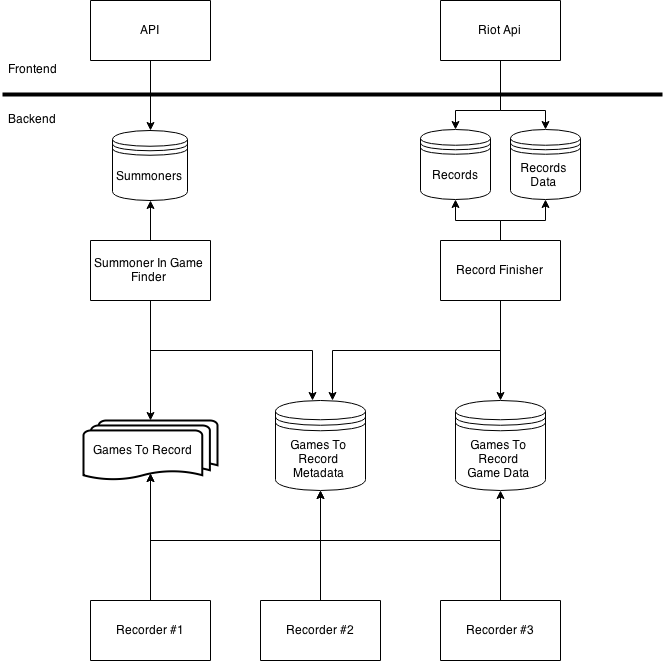 API
Riot Api
Frontend
Backend
Summoners
Records
Records
Data
Summoner In Game
Finder
Record Finisher
Games To Record
Games To
Record
Metadata
Games To
Record
Game Data
Recorder #1
Recorder #2
Recorder #3